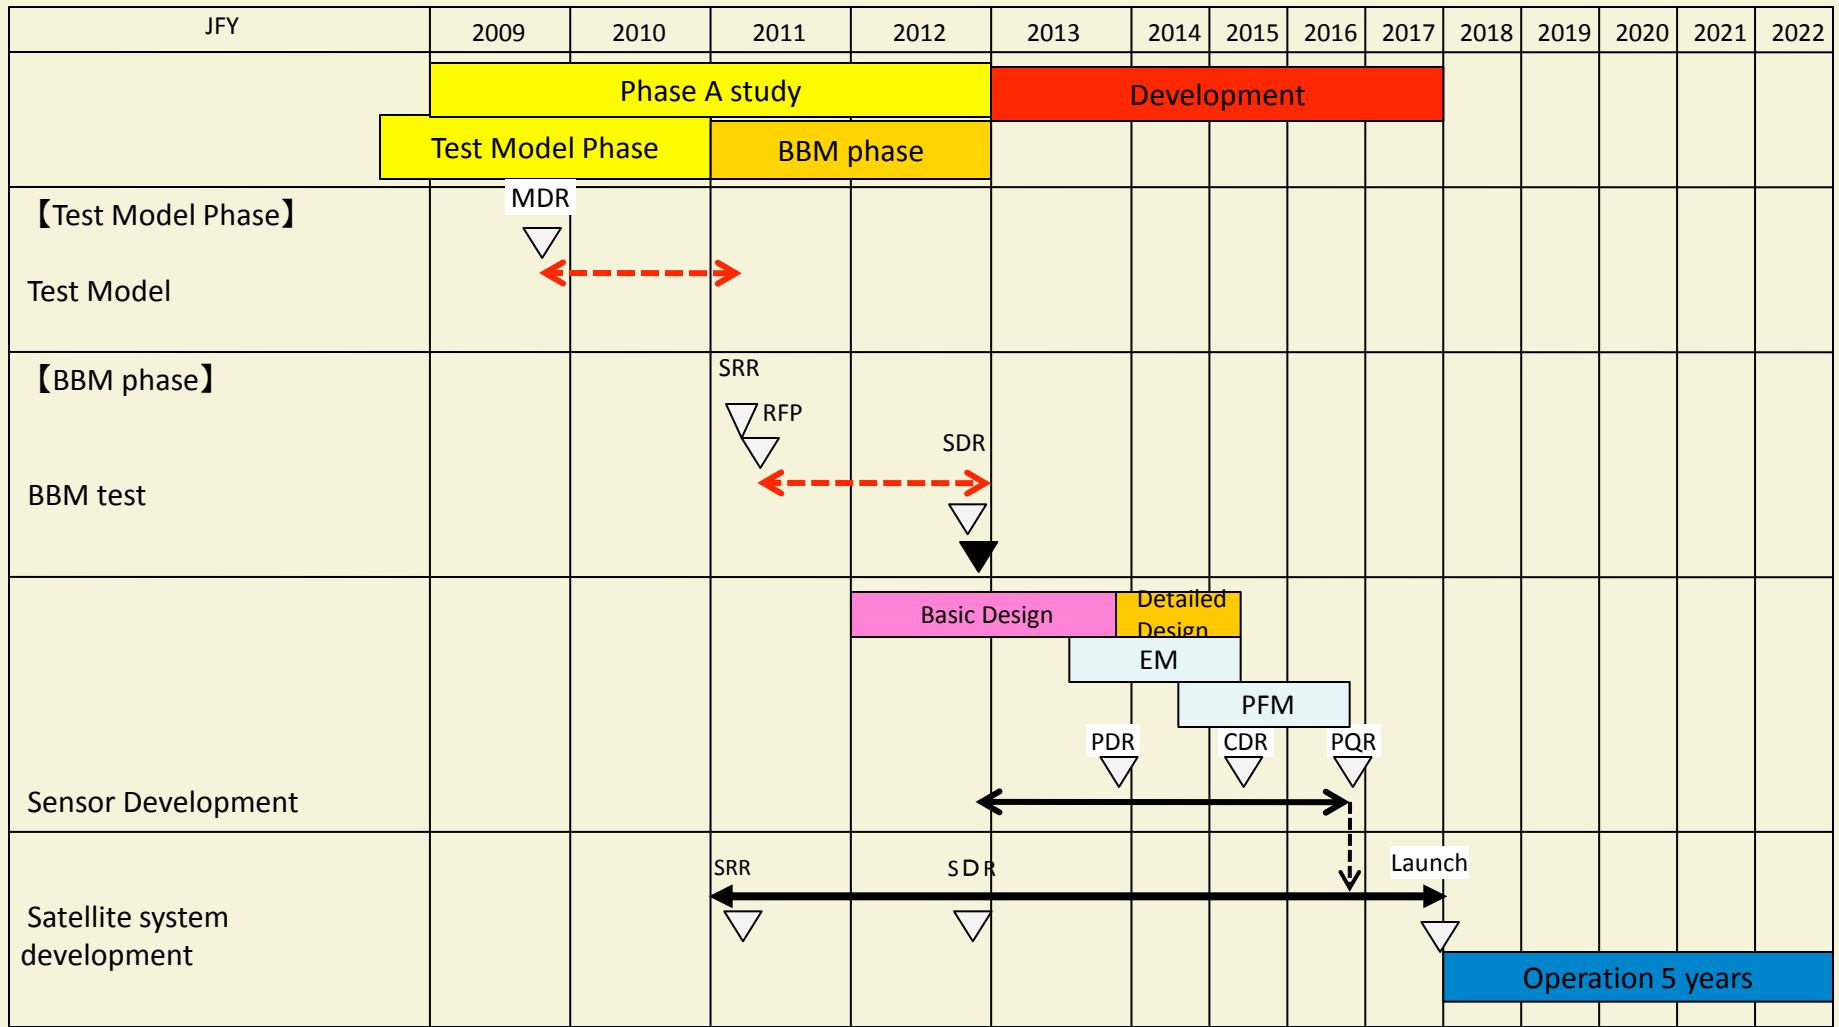 JFY 2009 2010 2011 2012 2013 2014 2015 2016 2017 2018 2019 2020 2021 2022
Phase A study
Development
Test Model Phase
BBM phase
【Test Model Phase】
MDR
Test Model
【BBM phase】
SRR
RFP
SDR
BBM test
Basic Design
Detailed
Design
EM
PFM
PDR
CDR
PQR
Sensor Development
SRR
SDR
Launch
Satellite system
development
Operation 5 years